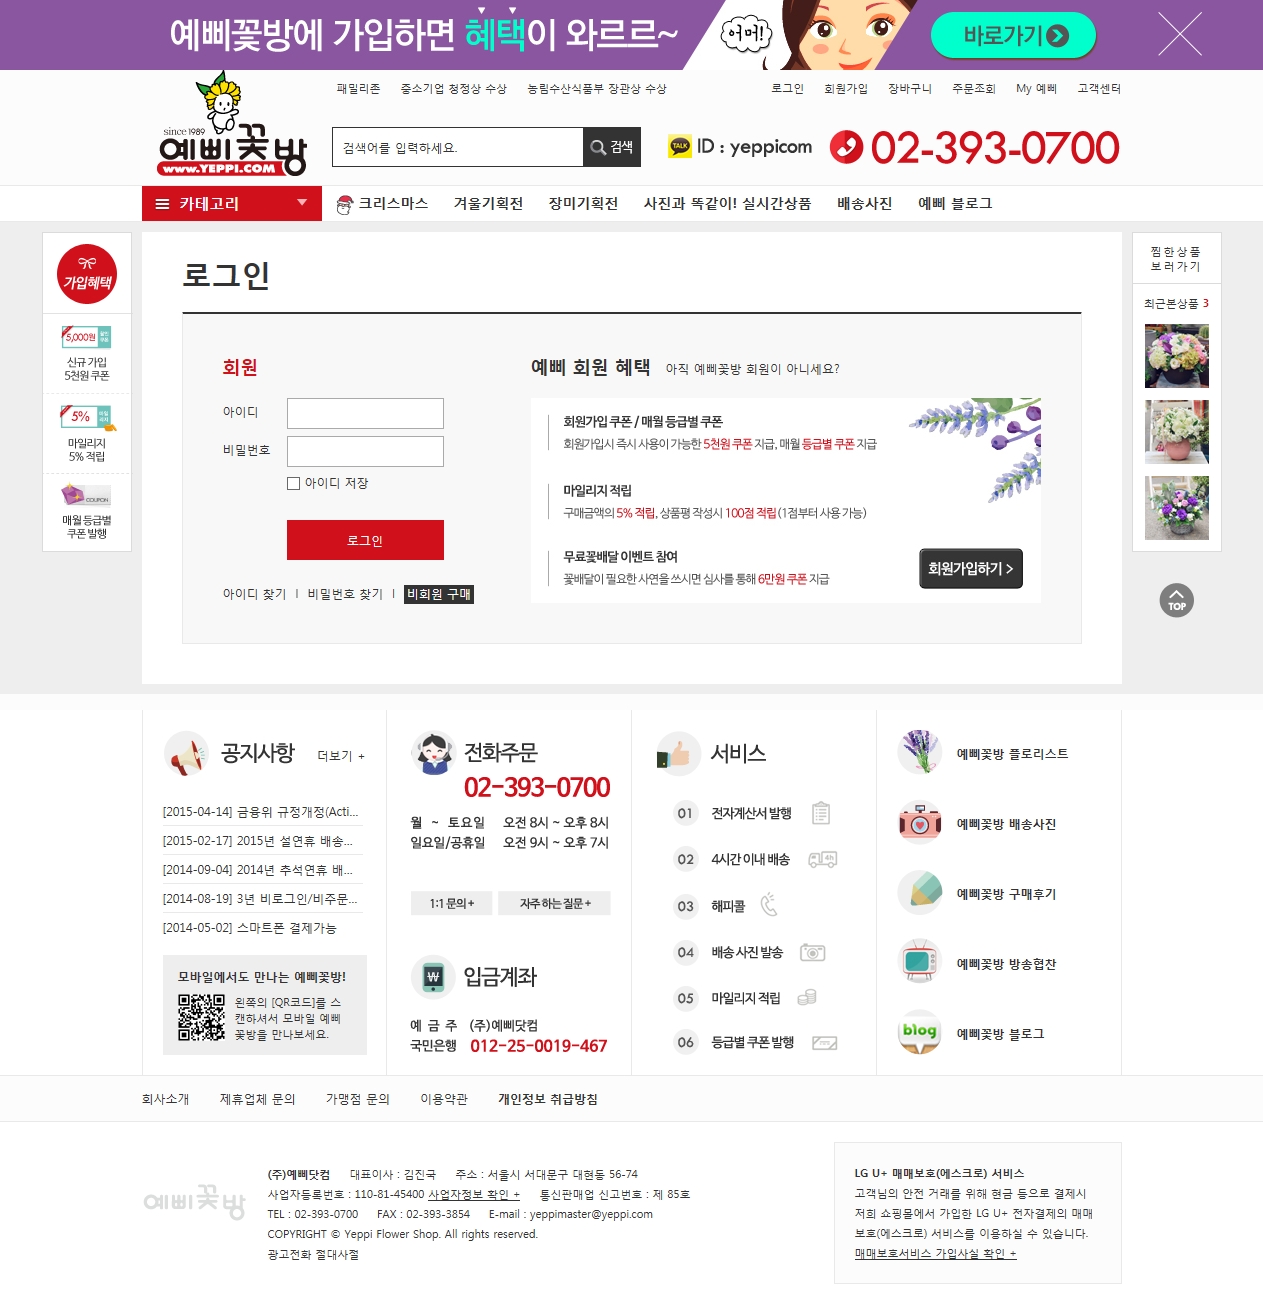 예삐꽃방에 가입하면 혜택이 와르르~
어머!
바로가기
패밀리존 중소기업 청정상 수상 농림수산식품부 장관상 수상
로그인 회원가입 장바구니 주문조회 My 예삐 고객센터
since 1989
예삐꽃방
WWW.YEPPI.COM
검색어를 입력하세요.
검색
TALK
ID : yeppicom
02-393-0700
카테고리
크리스마스 겨울기획전 장미기획전 사진과 똑같이! 실시간상품 배송사진 예삐 블로그
가입혜택
5,000원
신규 가입
5천원 쿠폰
5%
마일리지
5% 적립
COUPON
매월 등급별
쿠폰 발행
로그인
회원
아이디
비밀번호
아이디 저장
로그인
아이디 찾기 l 비밀번호 찾기 l 비회원 구매
예삐 회원 혜택 아직 예삐꽃방 회원이 아니세요?
회원가입 쿠폰 / 매월 등급별 쿠폰
회원가입시 즉시 사용이 가능한 5천원 쿠폰 지급, 매월 등급별 쿠폰 지급
마일리지 적립
구매금액의 5% 적립, 상품평 작성시 100점 적립 (1점부터 사용 가능)
무료꽃배달 이벤트 참여
꽃배달이 필요한 사연을 쓰시면 심사를 통해 6만원 쿠폰 지급
회원가입하기 >
찜한상품
보러가기
최근본상품 3
TOP
공지사항 더보기 +
[2015-04-14] 금융위 규정개정(Acti...
[2015-02-17] 2015년 설연휴 배송...
[2014-09-04] 2014년 추석연휴 배...
[2014-08-19] 3년 비로그인/비주문...
[2014-05-02] 스마트폰 결제가능
모바일에서도 만나는 예삐꽃방!
왼쪽의 [QR코드]를 스
캔하셔서 모바일 예삐
꽃방을 만나보세요.
전화주문
02-393-0700
월 ~ 토요일 오전 8시 ~ 오후 8시
일요일/공휴일 오전 9시 ~ 오후 7시
1:1 문의 + 자주 하는 질문 +
₩
입금계좌
예 금 주 (주)예삐닷컴
국민은행 012-25-0019-467
서비스
01 전자계산서 발행
02 4시간 이내 배송 4h
03 해피콜
04 배송 사진 발송
05 마일리지 적립
06 등급별 쿠폰 발행
예삐꽃방 플로리스트
예삐꽃방 배송사진
예삐꽃방 구매후기
예삐꽃방 방송협찬
blog
예삐꽃방 블로그
회사소개 제휴업체 문의 가맹점 문의 이용약관 개인정보 취급방침
예삐꽃방
(주)예삐닷컴 대표이사 : 김진국 주소 : 서울시 서대문구 대현동 56-74
사업자등록번호 : 110-81-45400 사업자정보 확인 + 통신판매업 신고번호 : 제 85호
TEL : 02-393-0700 FAX : 02-393-3854 E-mail : yeppimaster@yeppi.com
COPYRIGHT © Yeppi Flower Shop. All rights reserved.
광고전화 절대사절
LG U+ 매매보호(에스크로) 서비스
고객님의 안전 거래를 위해 현금 등으로 결제시
저희 쇼핑몰에서 가입한 LG U+ 전자결제의 매매
보호(에스크로) 서비스를 이용하실 수 있습니다.
매매보호서비스 가입사실 확인 +